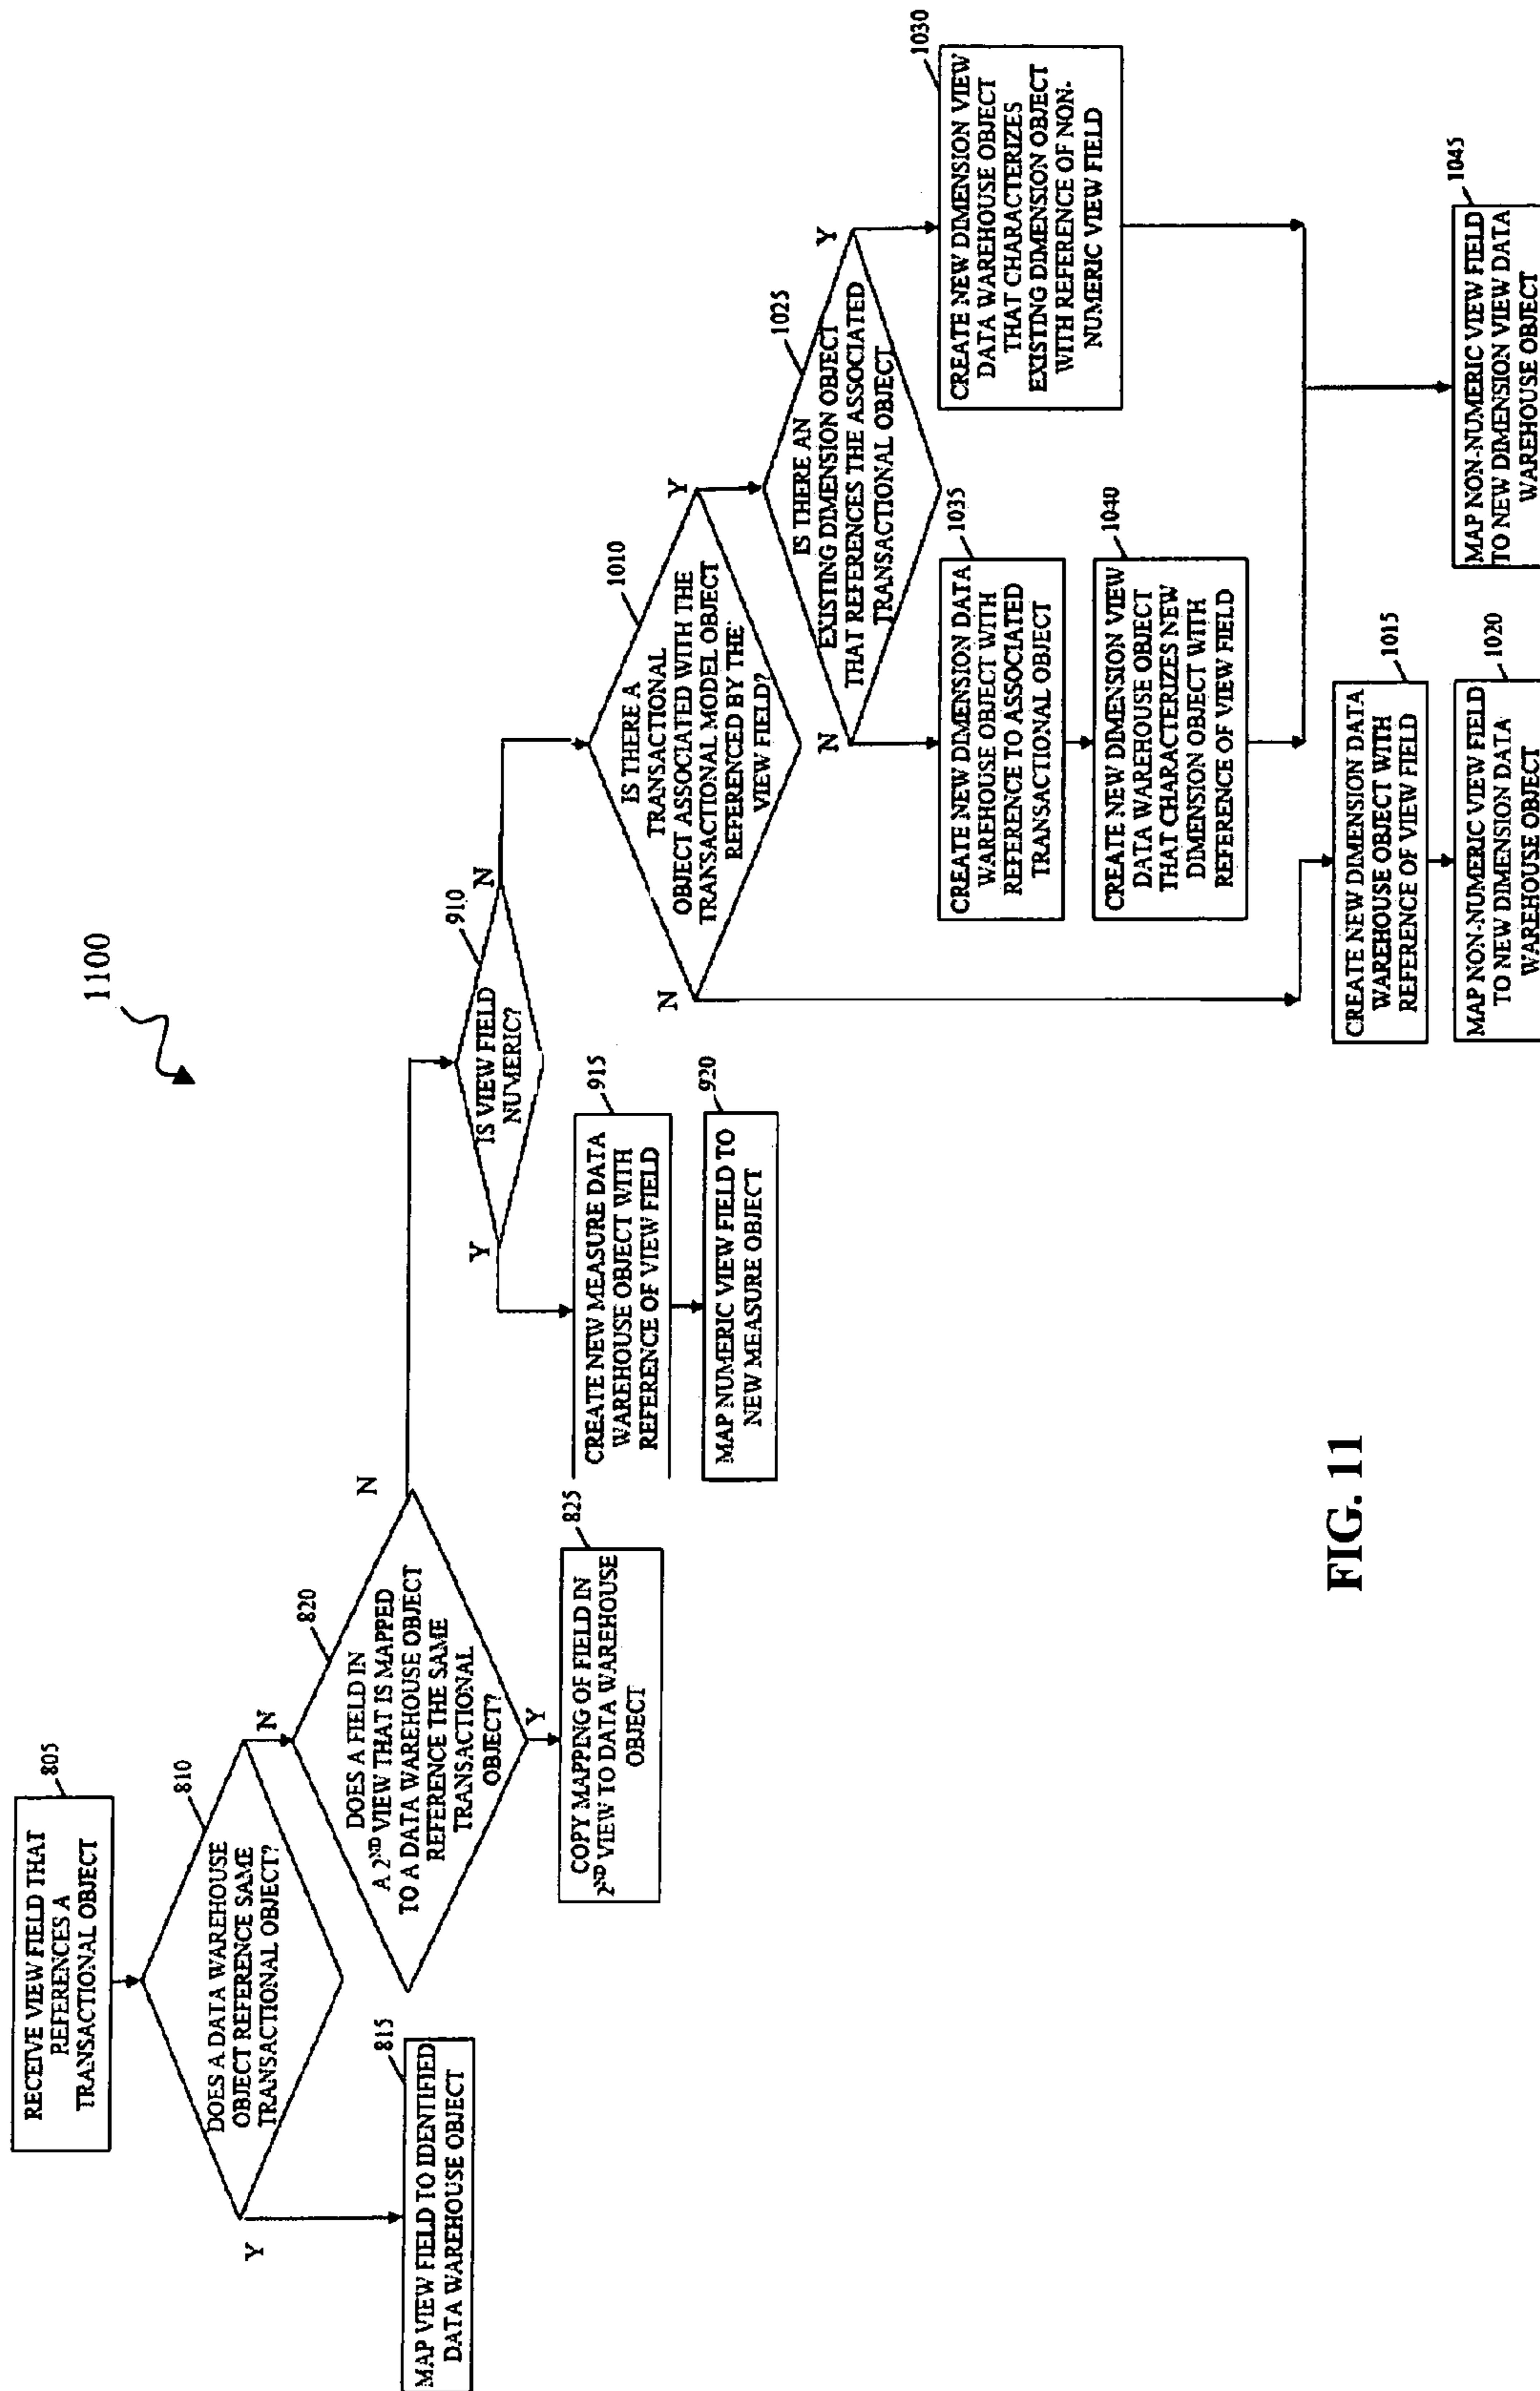 1100
805
RECEIVE VIEW FIELD THAT
REFERENCES A
TRANSACTIONAL OBJECT
810
DOES A DATA WAREHOUSE
OBJECT REFERENCE SAME
TRANSACTIONAL OBJECT?
Y
N
815
MAP VIEW FIELD TO IDENTIFIED
DATA WAREHOUSE OBJECT
820
DOES A FIELD IN
A 2ND VIEW THAT IS MAPPED
TO A DATA WAREHOUSE OBJECT
REFERENCE THE SAME
TRANSACTIONAL
OBJECT?
Y
N
825
COPY MAPPING OF FIELD IN
2ND VIEW TO DATA WAREHOUSE
OBJECT
910
IS VIEW FIELD
NUMERIC?
Y
N
915
CREATE NEW MEASURE DATA
WAREHOUSE OBJECT WITH
REFERENCE OF VIEW FIELD
920
MAP NUMERIC VIEW FIELD TO
NEW MEASURE OBJECT
1010
IS THERE A
TRANSACTIONAL
OBJECT ASSOCIATED WITH THE
TRANSACTIONAL MODEL OBJECT
REFERENCED BY THE
VIEW FIELD?
N
Y
1025
IS THERE AN
EXISTING DIMENSION OBJECT
THAT REFERENCES THE ASSOCIATED
TRANSACTIONAL OBJECT
N
Y
1035
CREATE NEW DIMENSION DATA
WAREHOUSE OBJECT WITH
REFERENCE TO ASSOCIATED
TRANSACTIONAL OBJECT
1040
CREATE NEW DIMENSION VIEW
DATA WAREHOUSE OBJECT
THAT CHARACTERIZES NEW
DIMENSION OBJECT WITH
REFERENCE OF VIEW FIELD
1030
CREATE NEW DIMENSION VIEW
DATA WAREHOUSE OBJECT
THAT CHARACTERIZES
EXISTING DIMENSION OBJECT
WITH REFERENCE OF NON-
NUMERIC VIEW FIELD
1015
CREATE NEW DIMENSION DATA
WAREHOUSE OBJECT WITH
REFERENCE OF VIEW FIELD
1020
MAP NON-NUMERIC VIEW FIELD
TO NEW DIMENSION DATA
WAREHOUSE OBJECT
1045
MAP NON-NUMERIC VIEW FIELD
TO NEW DIMENSION VIEW DATA
WAREHOUSE OBJECT
FIG. 11